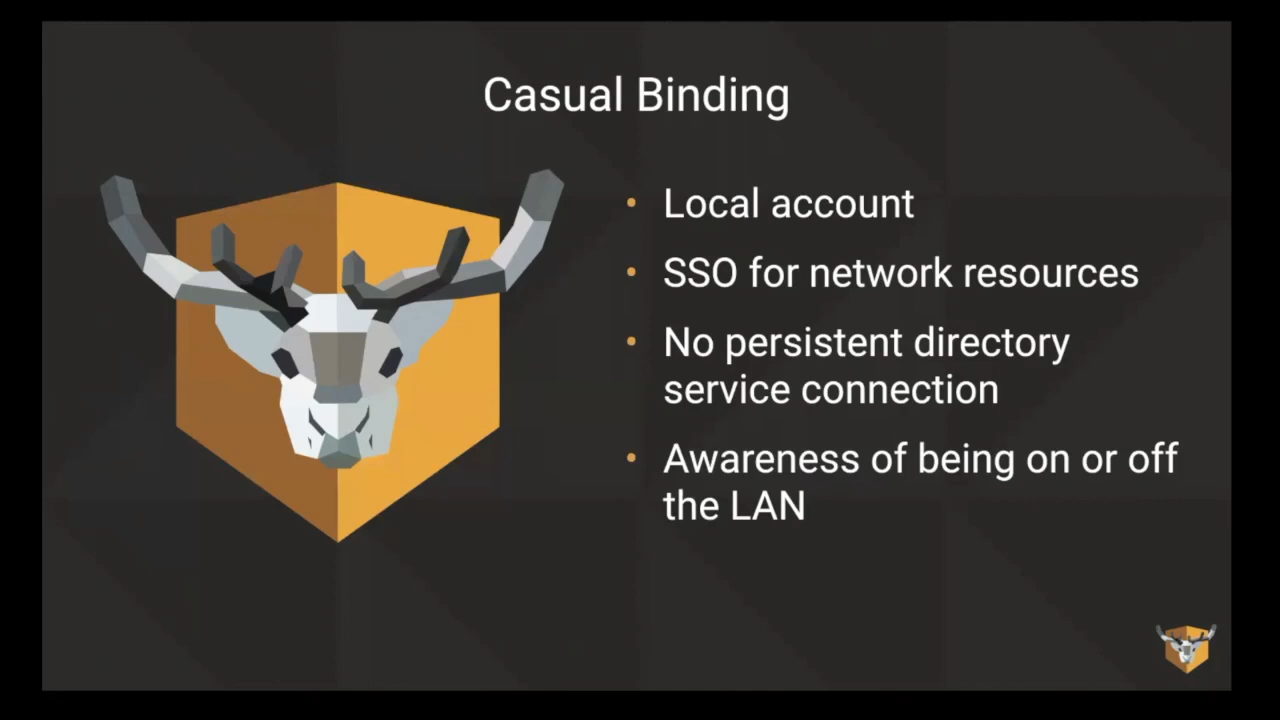 Casual Binding
• Local account
• SSO for network resources
• No persistent directory
service connection
• Awareness of being on or off
the LAN